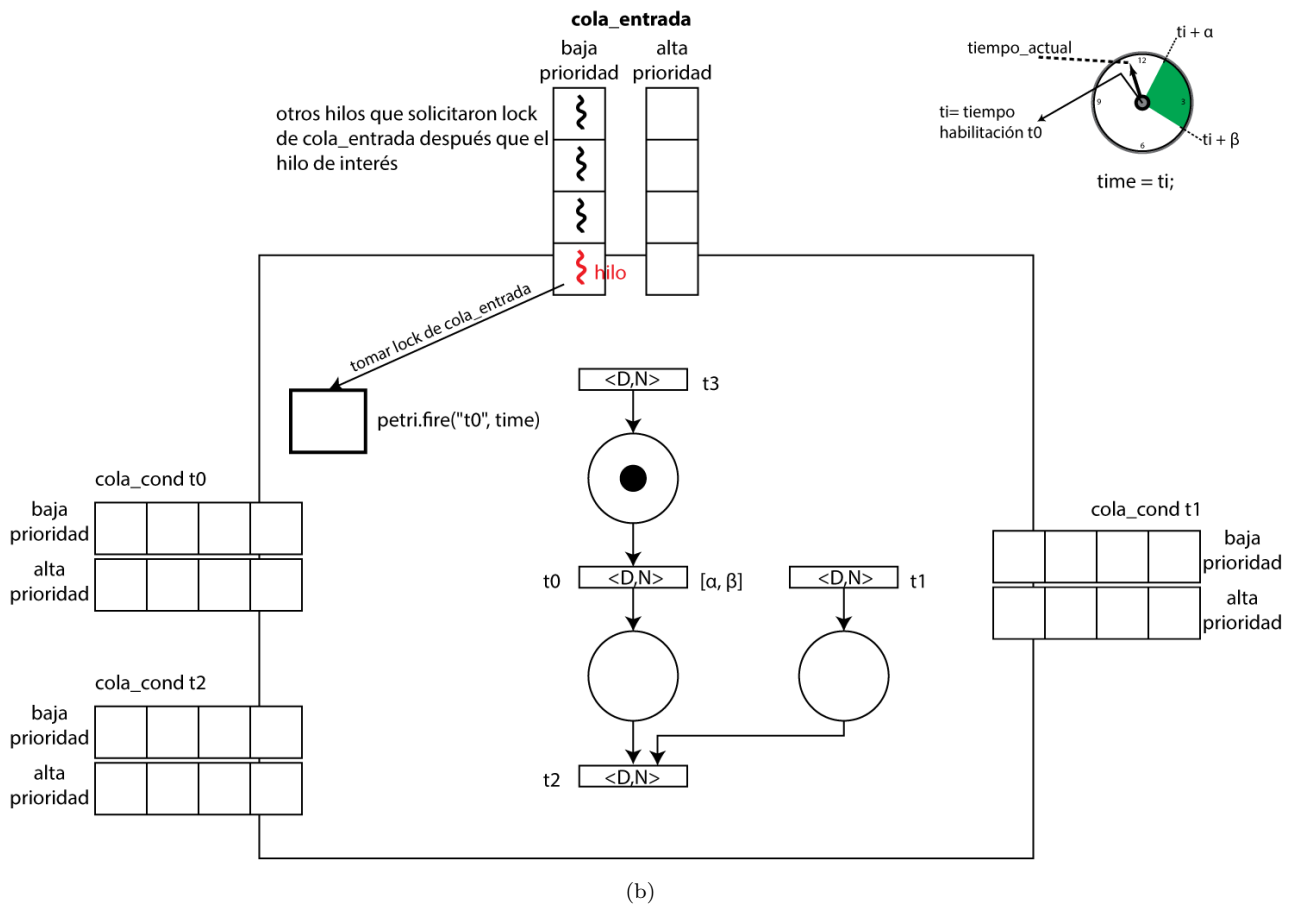 cola_entrada
baja
prioridad
alta
prioridad
otros hilos que solicitaron lock
de cola_entrada después que el
hilo de interés
hilo
tiempo_actual
ti + α
12
9
3
6
ti= tiempo
habilitación t0
ti + β
time = ti;
tomar lock de cola_entrada
petri.fire("t0", time)
<D,N>
t3
cola_cond t0
baja
prioridad
alta
prioridad
t0
<D,N>
[α, β]
<D,N>
t1
cola_cond t1
baja
prioridad
alta
prioridad
cola_cond t2
baja
prioridad
alta
prioridad
t2
<D,N>
(b)